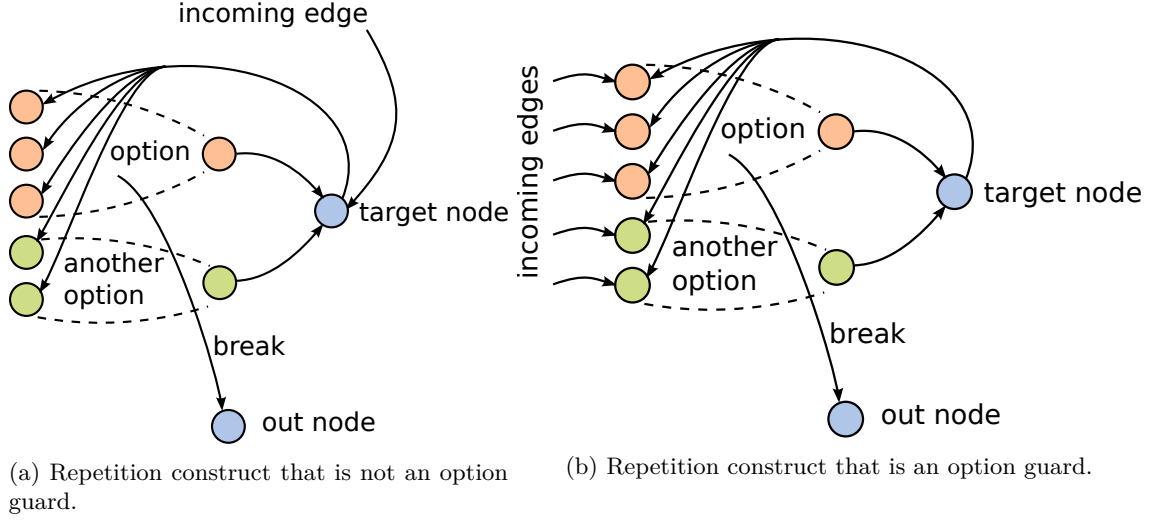 incoming edge
option
target node
another
option
break
out node
(a) Repetition construct that is not an option
guard.
incoming edges
option
target node
another
option
break
out node
(b) Repetition construct that is an option guard.